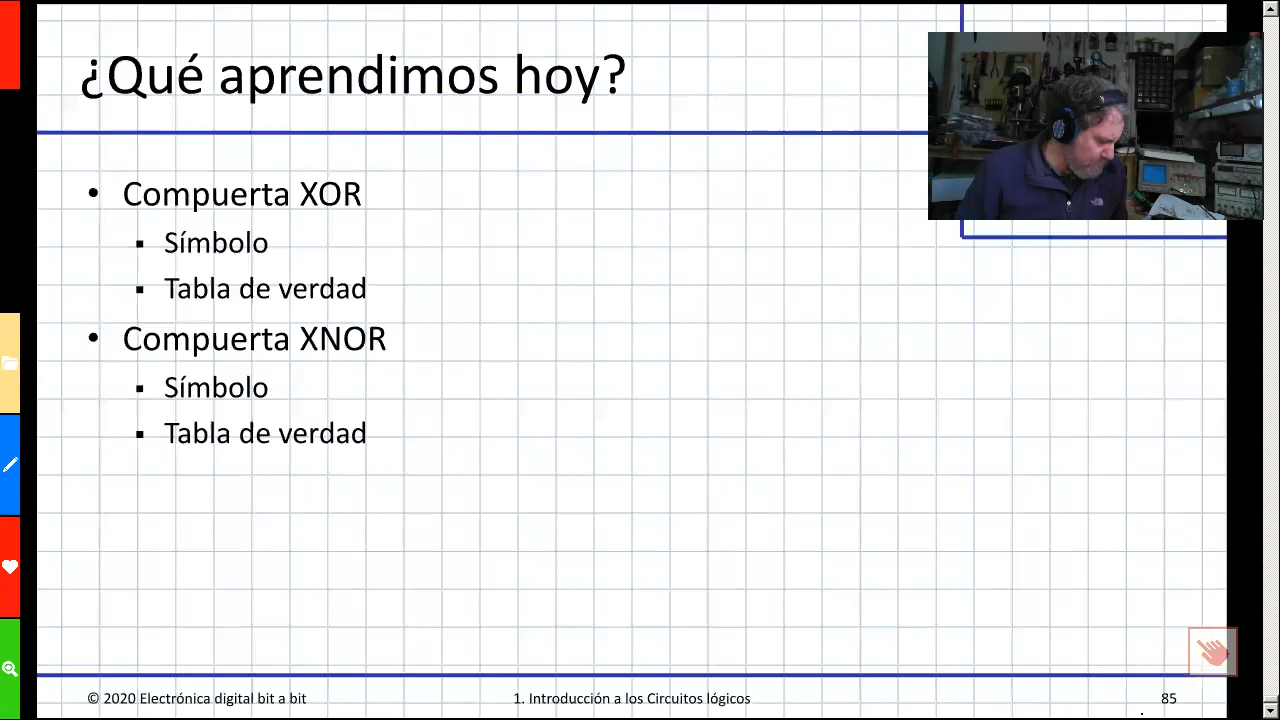 ¿Qué aprendimos hoy?
• Compuerta XOR
▪ Símbolo
▪ Tabla de verdad
• Compuerta XNOR
▪ Símbolo
▪ Tabla de verdad
© 2020 Electrónica digital bit a bit
1. Introducción a los Circuitos lógicos
85